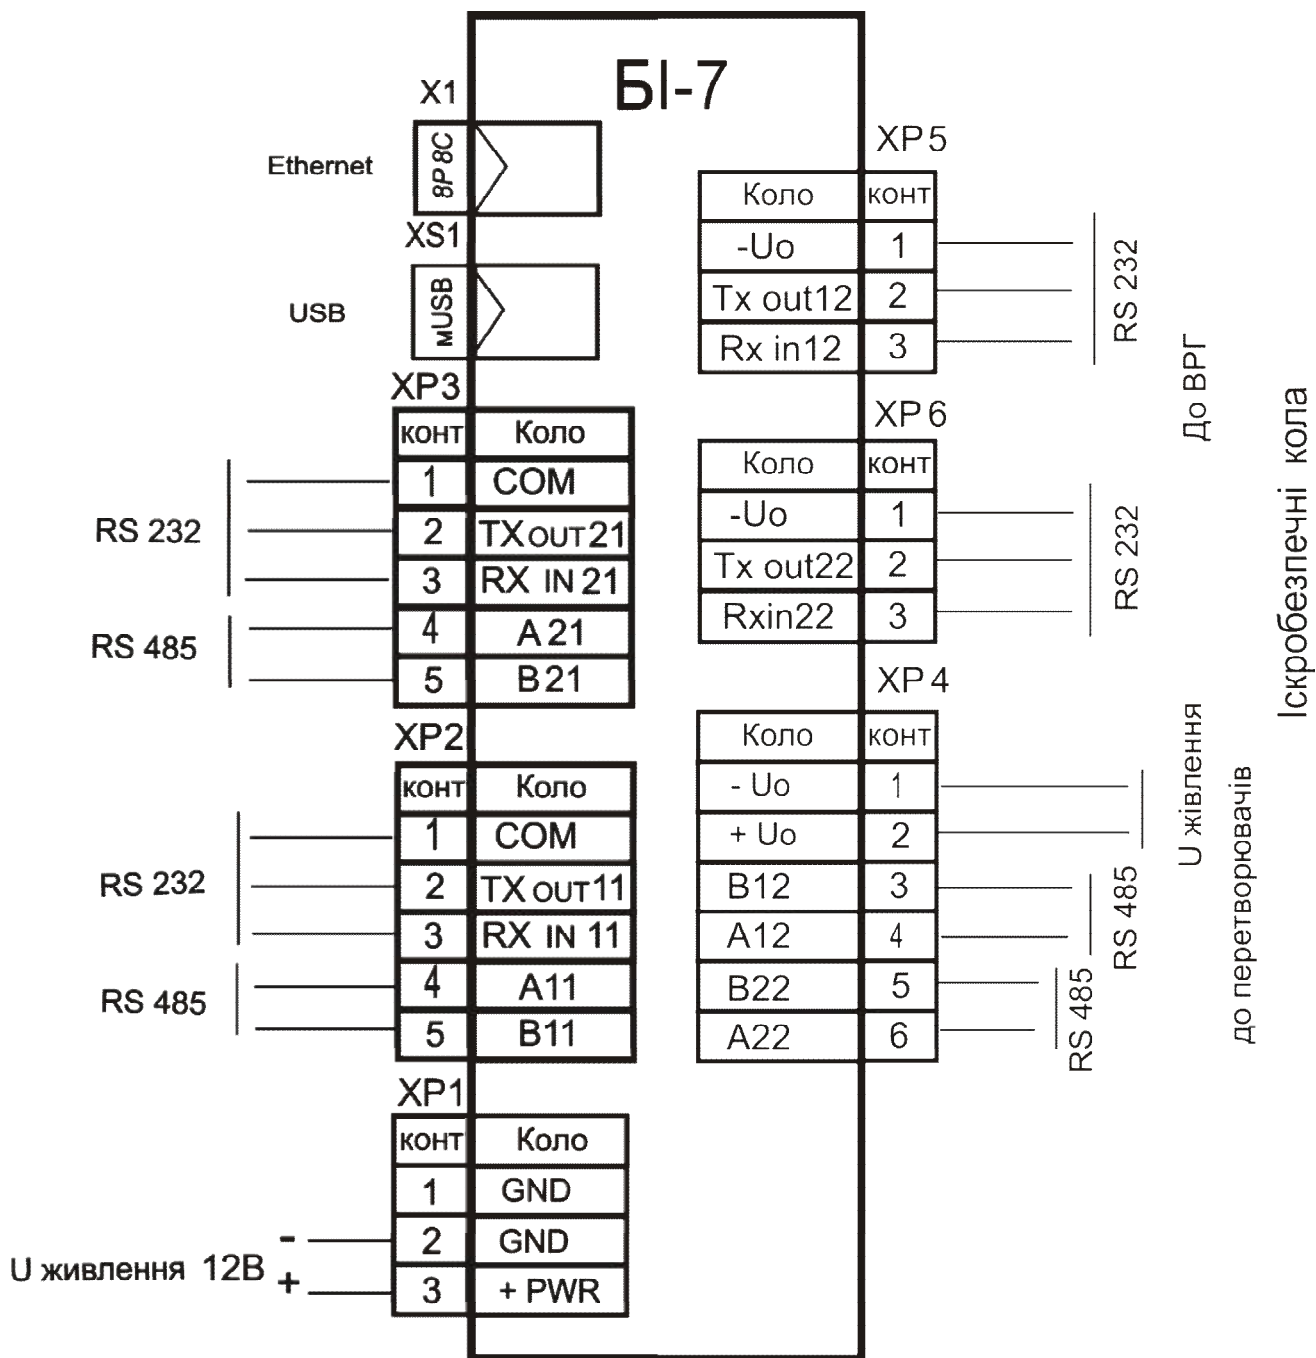 БІ-7
X1
Ethernet
8P8C
XS1
USB
мUSB
XP3
конт Коло
1 COM
2 TX OUT 21
3 RX IN 21
4 A 21
5 B 21
RS 232
RS 485
XP2
конт Коло
1 COM
2 TX OUT 11
3 RX IN 11
4 A11
5 B11
RS 232
RS 485
XP1
конт Коло
1 GND
2 GND
3 + PWR
U живлення 12В
-
+
XP5
Коло конт
-Uo 1
Tx out12 2
Rx in12 3
RS 232
XP6
Коло конт
-Uo 1
Tx out22 2
Rxin22 3
RS 232
До ВРГ
XP4
Коло конт
- Uo 1
+ Uo 2
B12 3
A12 4
B22 5
A22 6
U жівлення
RS 485
RS 485
до перетворювачів
Іскробезпечні кола